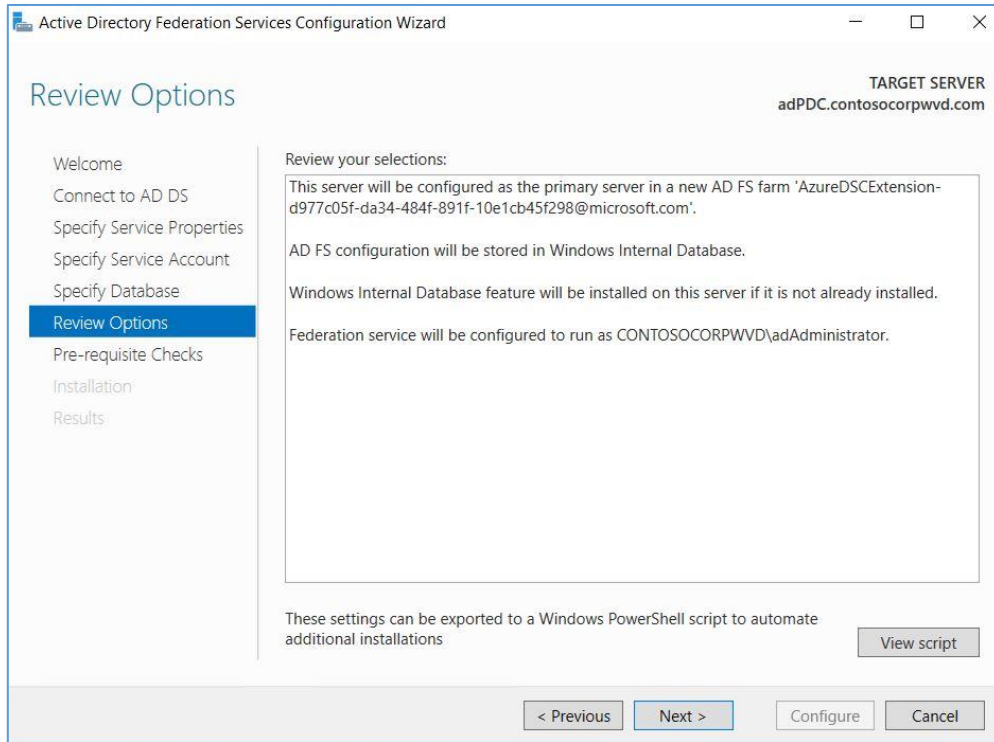 Active Directory Federation Services Configuration Wizard
Review Options
TARGET SERVER
adPDC.contosocorpwvd.com
Welcome
Connect to AD DS
Specify Service Properties
Specify Service Account
Specify Database
Review Options
Pre-requisite Checks
Installation
Results
Review your selections:
This server will be configured as the primary server in a new AD FS farm 'AzureDSCExtension-
d977c05f-da34-484f-891f-10e1cb45f298@microsoft.com'.
AD FS configuration will be stored in Windows Internal Database.
Windows Internal Database feature will be installed on this server if it is not already installed.
Federation service will be configured to run as CONTOSOCORPWVD\adAdministrator.
These settings can be exported to a Windows PowerShell script to automate
additional installations
View script
< Previous
Next >
Configure
Cancel